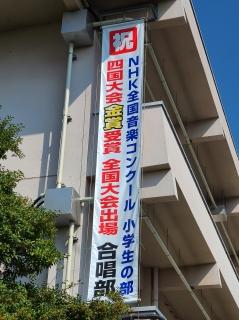 祝
NHK全国音楽コンクール 小学生の部
四国大会 金賞受賞 全国大会出場
合唱部